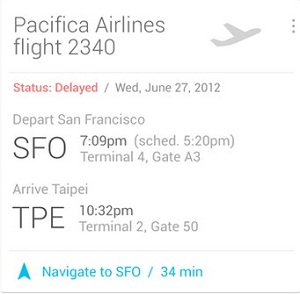 Pacifica Airlines
flight 2340
Status: Delayed / Wed, June 27, 2012
Depart San Francisco
SFO 7:09pm (sched. 5:20pm)
Terminal 4, Gate A3
Arrive Taipei
TPE 10:32pm
Terminal 2, Gate 50
Navigate to SFO / 34 min